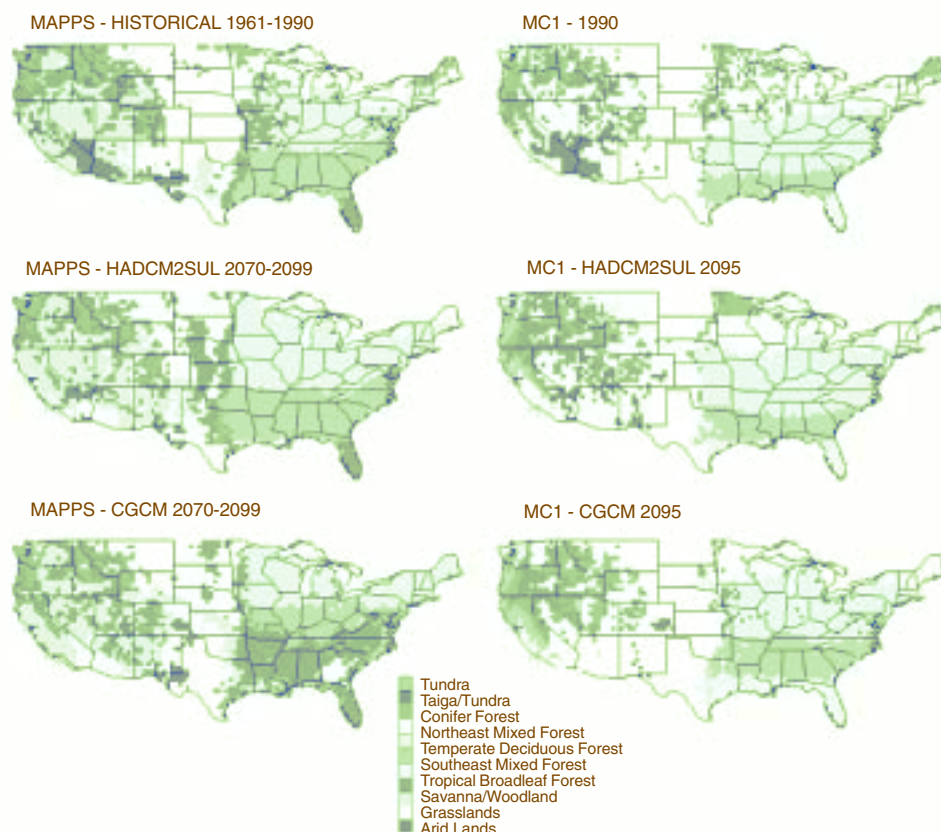 MAPPS - HISTORICAL 1961-1990
MC1 - 1990
MAPPS - HADCM2SUL 2070-2099
MC1 - HADCM2SUL 2095
MAPPS - CGCM 2070-2099
MC1 - CGCM 2095
Tundra
Taiga/Tundra
Conifer Forest
Northeast Mixed Forest
Temperate Deciduous Forest
Southeast Mixed Forest
Tropical Broadleaf Forest
Savanna/Woodland
Grasslands
Arid Lands